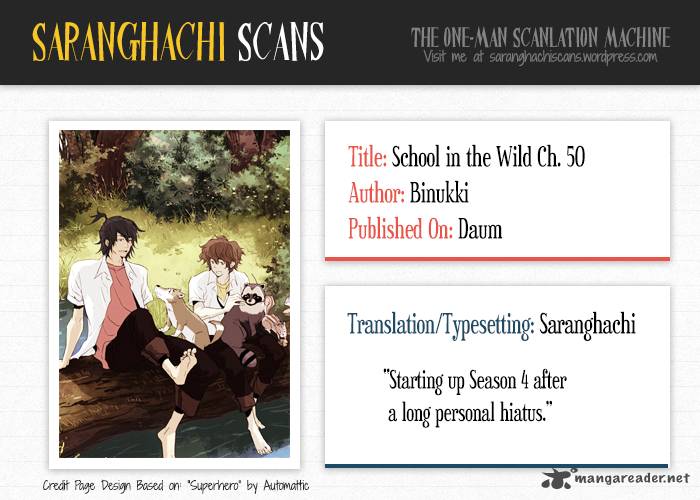 SARANGHACHI SCANS
THE ONE-MAN SCANLATION MACHINE
Visit me at saranghachiscans.wordpress.com
Title: School in the Wild Ch. 50
Author: Binukki
Published On: Daum
Translation/Typesetting: Saranghachi
"Starting up Season 4 after
a long personal hiatus."
Credit Page Design Based on: "Superhero" by Automattic
mangareader.net